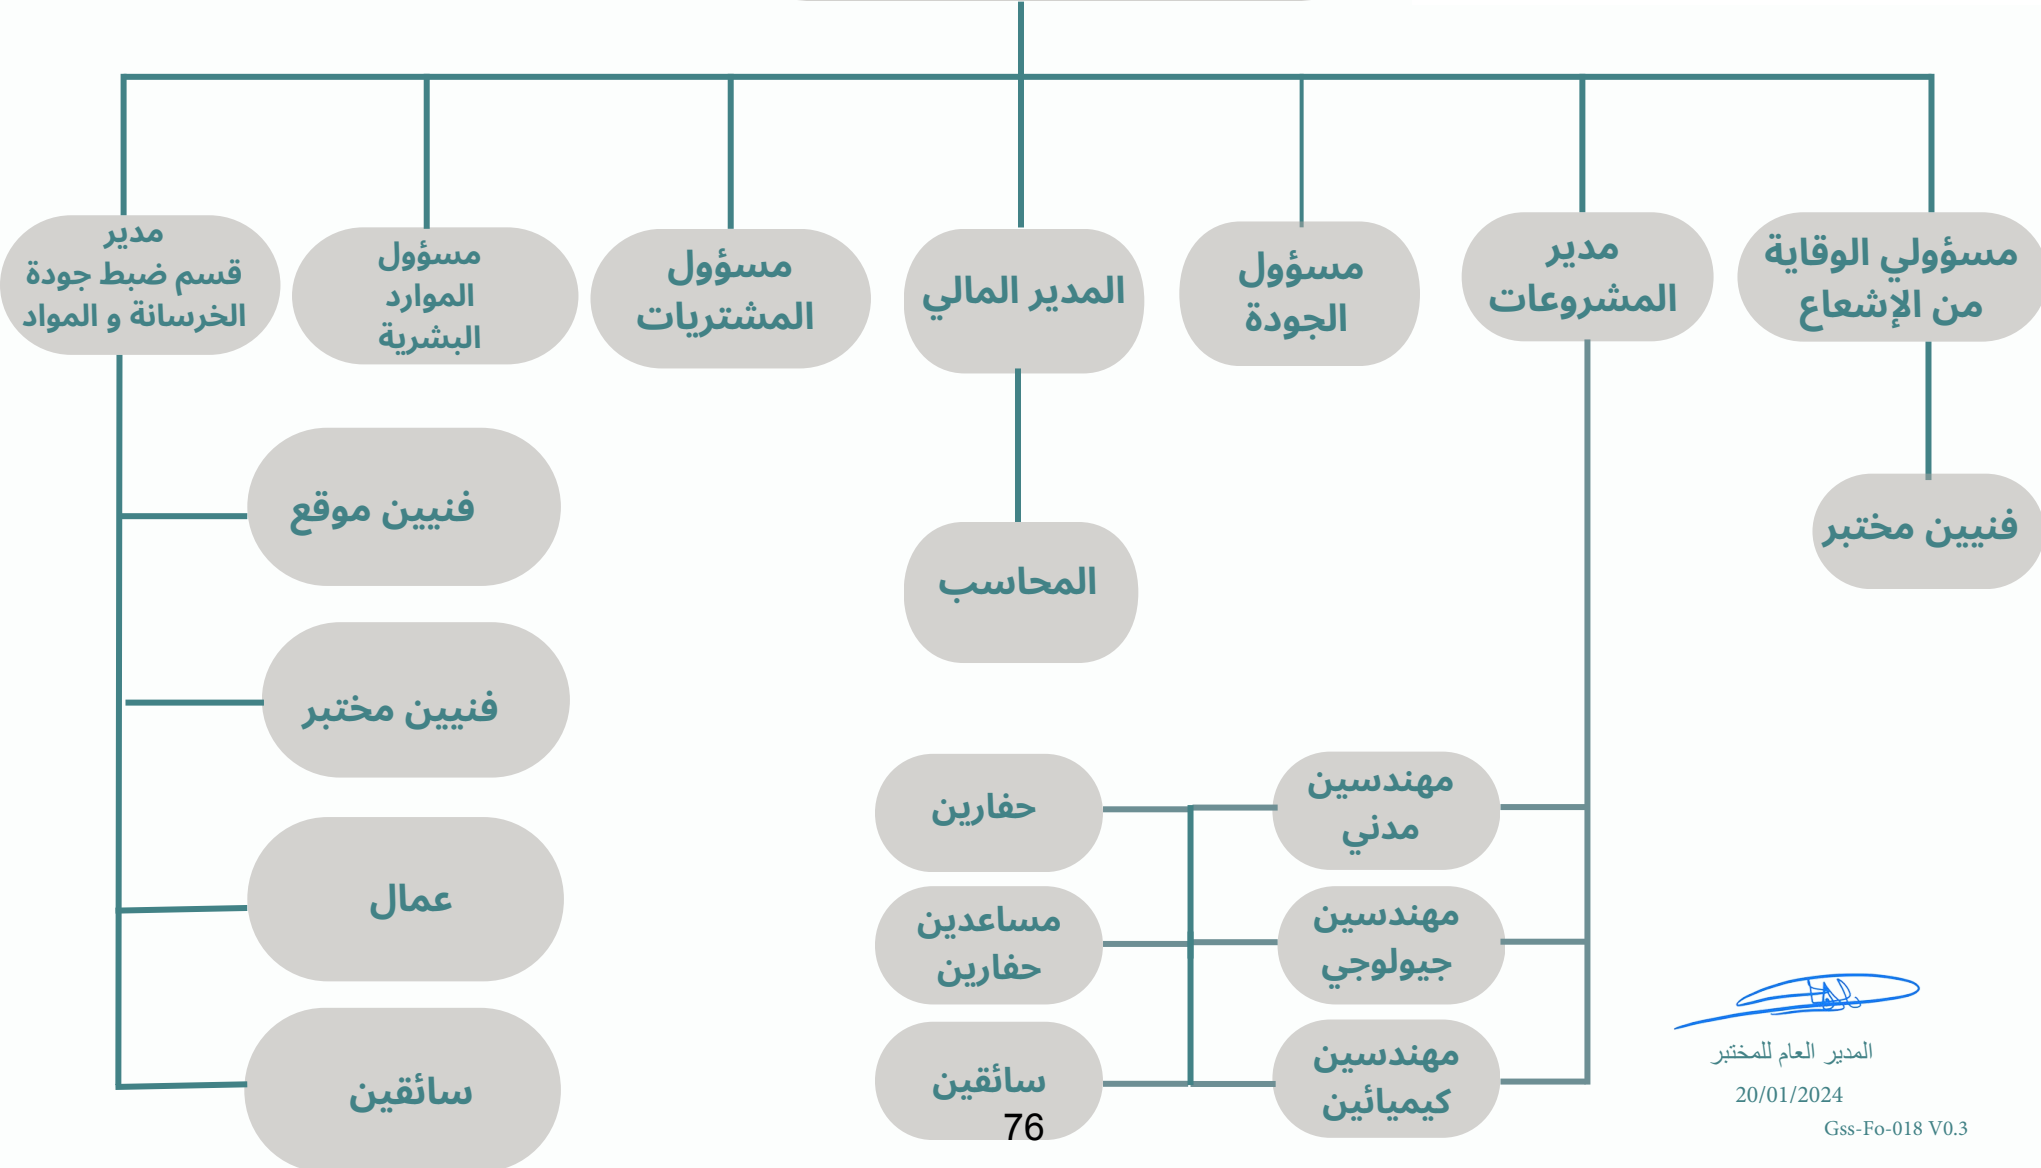 مسؤولي الوقاية
من الإشعاع
مدير
المشروعات
مسؤول
الجودة
المدير المالي
مسؤول
المشتريات
مسؤول
الموارد
البشرية
مدير
قسم ضبط جودة
الخرسانة و المواد
فنيين مختبر
المحاسب
مهندسين
مدني
مهندسين
جيولوجي
مهندسين
كيميائين
حفارين
مساعدين
حفارين
سائقين
فنيين موقع
فنيين مختبر
عمال
سائقين
المدير العام للمختبر
20/01/2024
Gss-Fo-018 V0.3
76